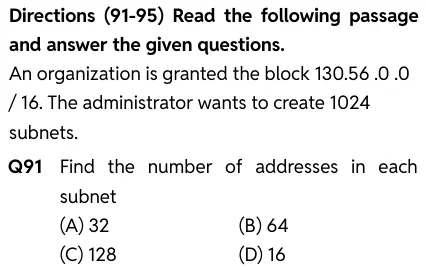 Directions (91-95) Read the following passage
and answer the given questions.
An organization is granted the block 130.56 .0 .0
/ 16. The administrator wants to create 1024
subnets.
Q91 Find the number of addresses in each
subnet
(A) 32 (B) 64
(C) 128 (D) 16